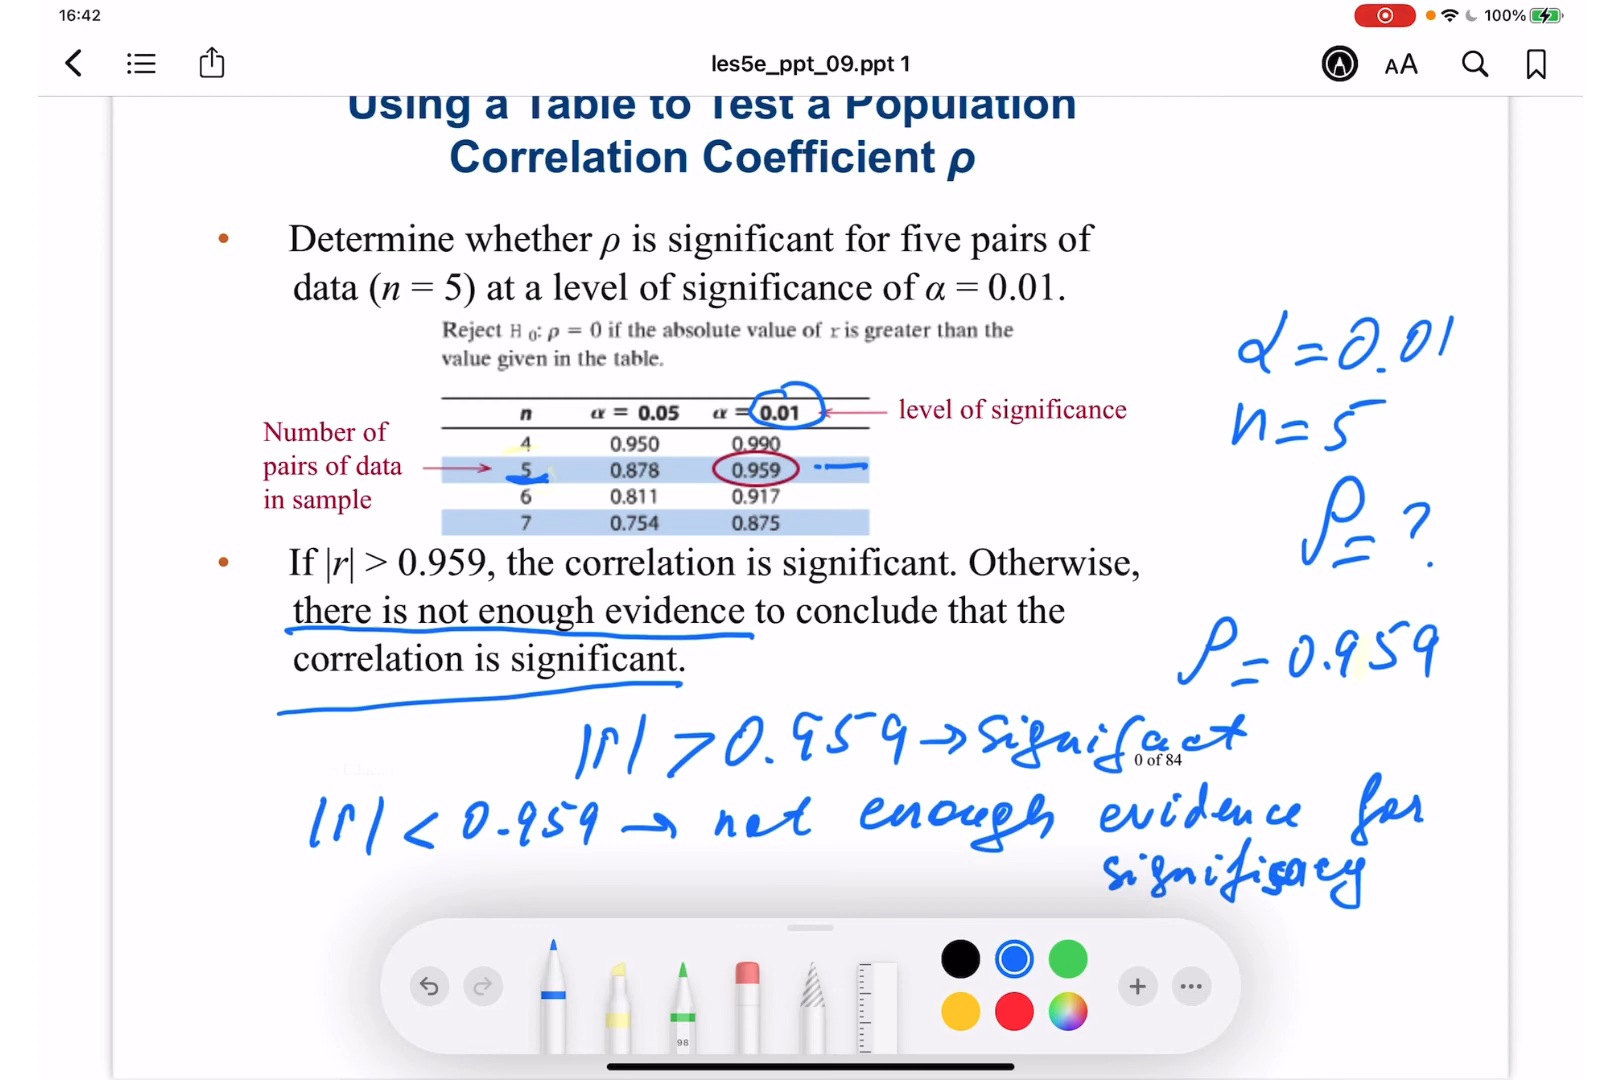 16:42
100%
les5e_ppt_09.ppt 1
AA
Using a Table to Test a Population
Correlation Coefficient ρ
• Determine whether ρ is significant for five pairs of
data (n = 5) at a level of significance of α = 0.01.
Reject H 0: ρ = 0 if the absolute value of r is greater than the
value given in the table.
n α = 0.05 α = 0.01
level of significance
4 0.950 0.990
5 0.878 0.959
6 0.811 0.917
7 0.754 0.875
Number of
pairs of data
in sample
α = 0.01
n = 5
ρ = ?
• If |r| > 0.959, the correlation is significant. Otherwise,
there is not enough evidence to conclude that the
correlation is significant.
ρ = 0.959
|r| > 0.959 → significant
0 of 84
|r| < 0.959 → not enough evidence for
98